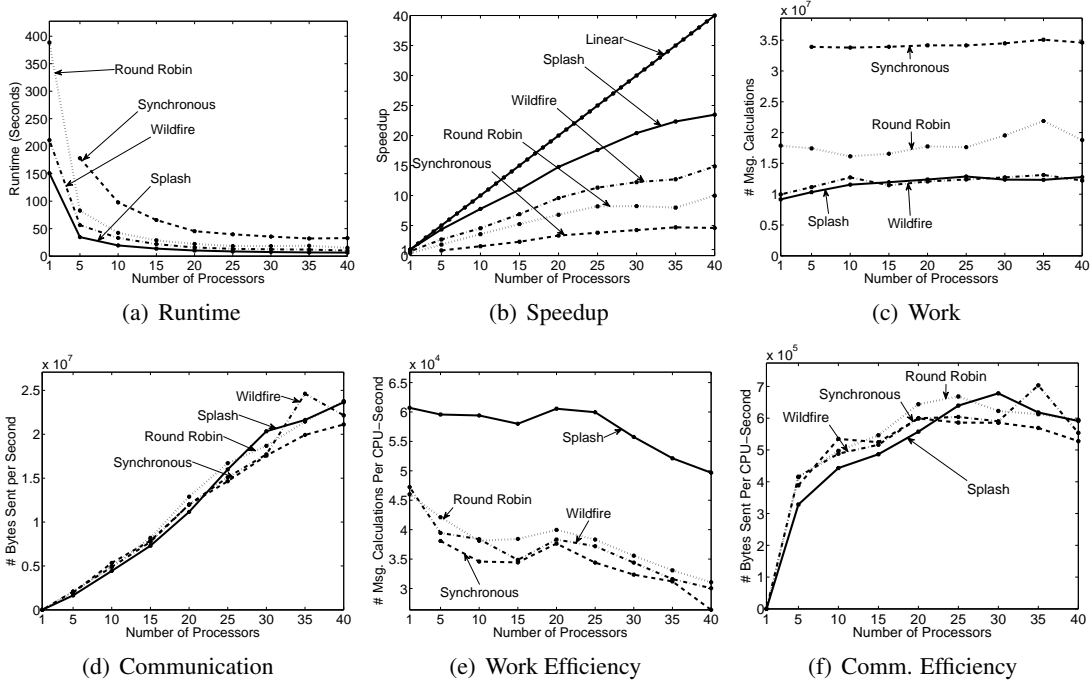 400
350
300
250
200
150
100
50
0
Runtime (Seconds)
Round Robin
Synchronous
Wildfire
Splash
1 5 10 15 20 25 30 35 40
Number of Processors
(a) Runtime
40
35
30
25
20
15
10
5
1
0
Speedup
Linear
Splash
Wildfire
Round Robin
Synchronous
1 5 10 15 20 25 30 35 40
Number of Processors
(b) Speedup
x 10^7
3.5
3
2.5
2
1.5
1
0.5
0
# Msg. Calculations
Synchronous
Round Robin
Splash
Wildfire
1 5 10 15 20 25 30 35 40
Number of Processors
(c) Work
x 10^7
2.5
2
1.5
1
0.5
0
# Bytes Sent per Second
Wildfire
Splash
Round Robin
Synchronous
1 5 10 15 20 25 30 35 40
Number of Processors
(d) Communication
x 10^4
6.5
6
5.5
5
4.5
4
3.5
3
# Msg. Calculations Per CPU-Second
Splash
Round Robin
Wildfire
Synchronous
1 5 10 15 20 25 30 35 40
Number of Processors
(e) Work Efficiency
x 10^5
7
6
5
4
3
2
1
0
# Bytes Sent Per CPU-Second
Round Robin
Synchronous
Wildfire
Splash
1 5 10 15 20 25 30 35 40
Number of Processors
(f) Comm. Efficiency